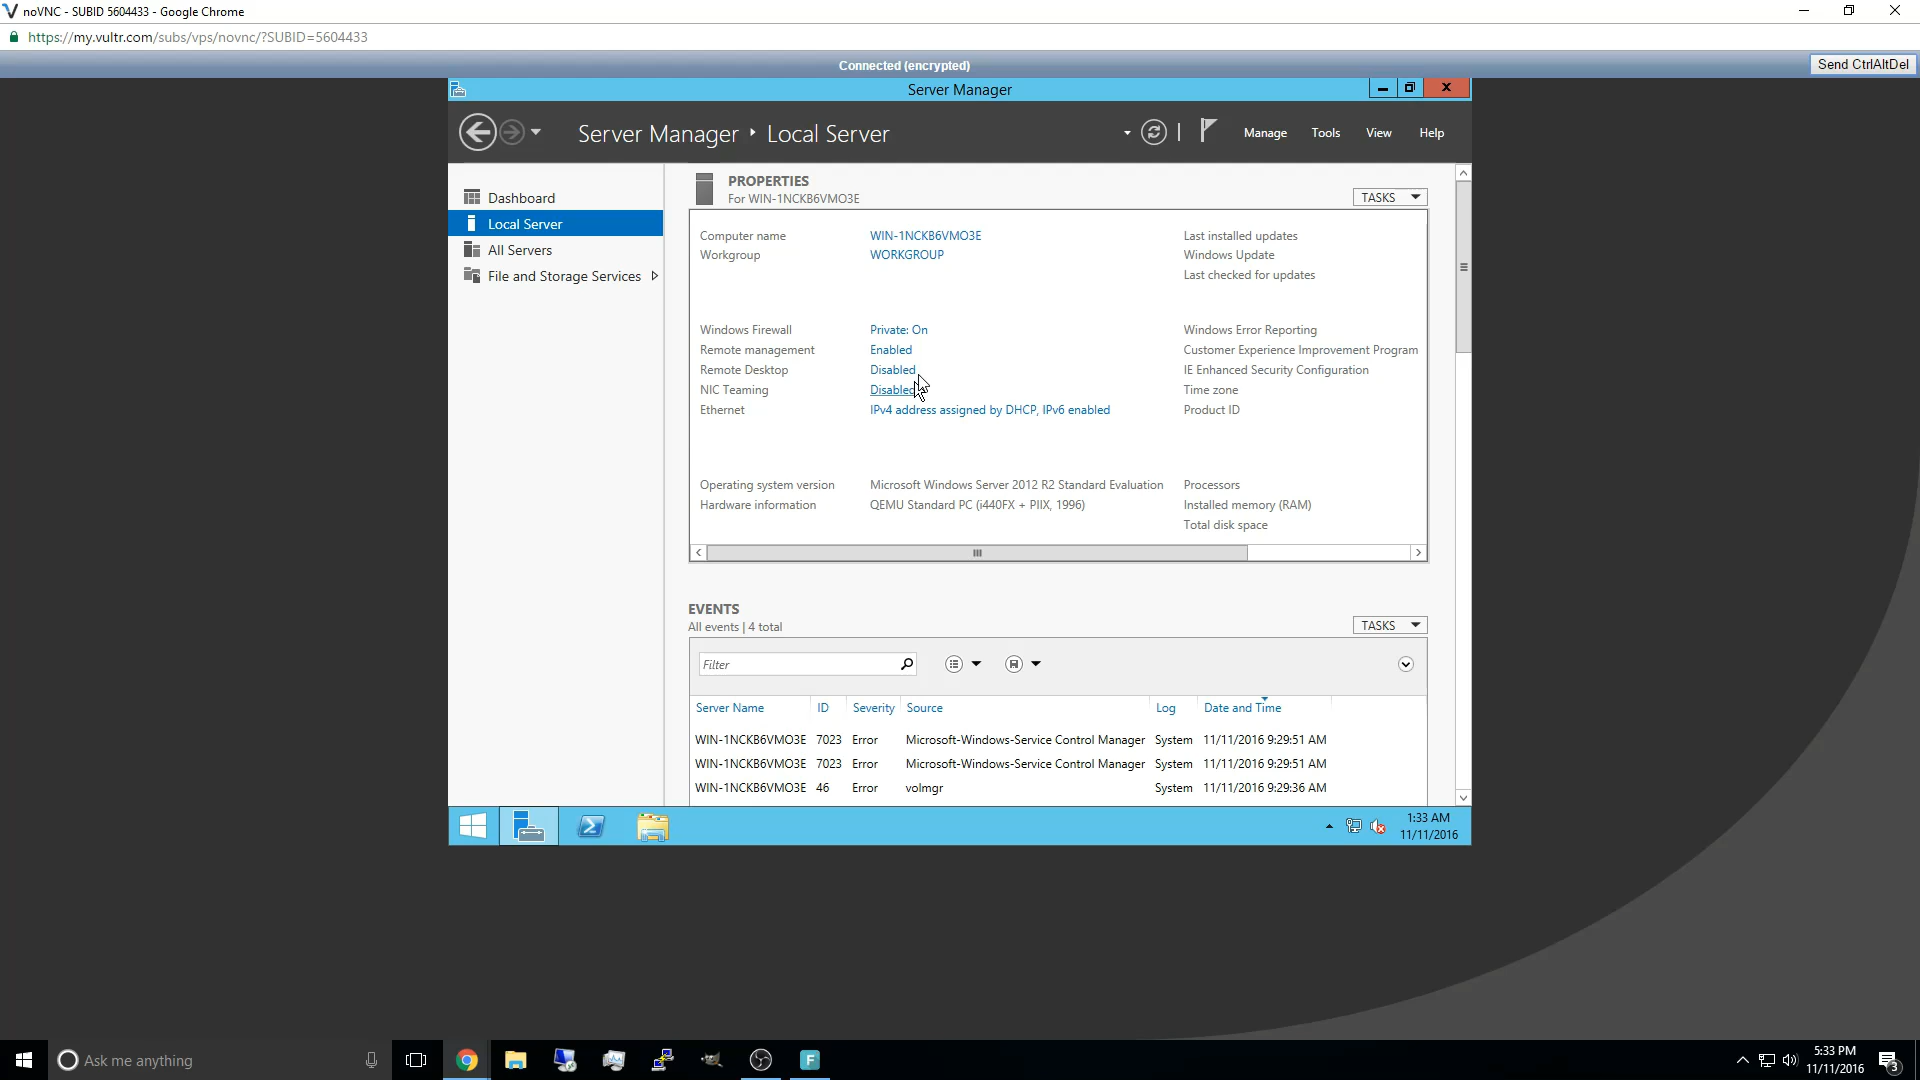 noVNC - SUBID 5604433 - Google Chrome
https://my.vultr.com/subs/vps/novnc/?SUBID=5604433
Connected (encrypted)
Send CtrlAltDel
Server Manager
Server Manager Local Server
Manage Tools View Help
Dashboard
Local Server
All Servers
File and Storage Services
PROPERTIES
For WIN-1NCKB6VMO3E
TASKS
Computer name WIN-1NCKB6VMO3E Last installed updates
Workgroup WORKGROUP Windows Update
Last checked for updates
Windows Firewall Private: On Windows Error Reporting
Remote management Enabled Customer Experience Improvement Program
Remote Desktop Disabled IE Enhanced Security Configuration
NIC Teaming Disabled Time zone
Ethernet IPv4 address assigned by DHCP, IPv6 enabled Product ID
Operating system version Microsoft Windows Server 2012 R2 Standard Evaluation Processors
Hardware information QEMU Standard PC (i440FX + PIIX, 1996) Installed memory (RAM)
Total disk space
EVENTS
All events | 4 total
TASKS
Filter
Server Name ID Severity Source Log Date and Time
WIN-1NCKB6VMO3E 7023 Error Microsoft-Windows-Service Control Manager System 11/11/2016 9:29:51 AM
WIN-1NCKB6VMO3E 7023 Error Microsoft-Windows-Service Control Manager System 11/11/2016 9:29:51 AM
WIN-1NCKB6VMO3E 46 Error volmgr System 11/11/2016 9:29:36 AM
1:33 AM
11/11/2016
Ask me anything
F
5:33 PM
11/11/2016
3